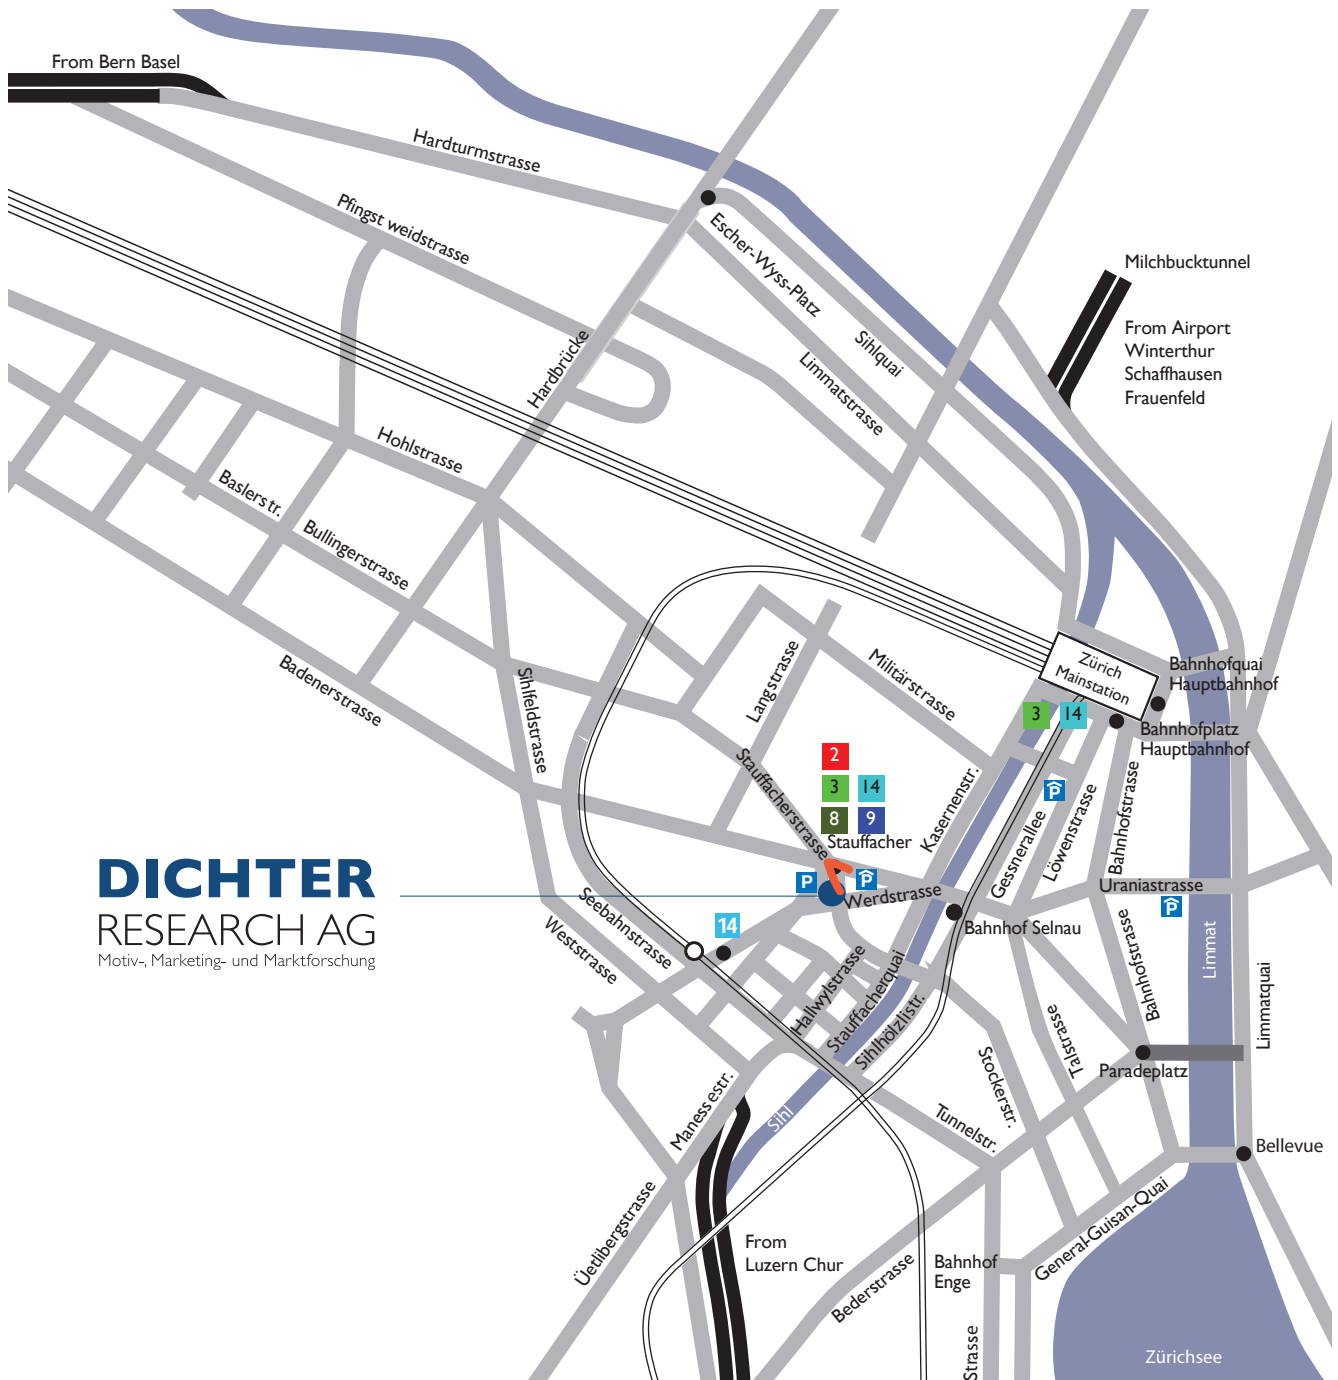 From Bern Basel
Hardturmstrasse
Pfingst weidstrasse
Escher-Wyss-Platz
Milchbucktunnel
From Airport
Winterthur
Schaffhausen
Frauenfeld
Sihlquai
Hardbrücke
Limmatstrasse
Hohlstrasse
Baslerstr.
Bullingerstrasse
Badenerstrasse
Sihlfeldstrasse
Langstrasse
Militärstrasse
Zürich
Mainstation
Bahnhofquai
Hauptbahnhof
3 14
Bahnhofplatz
Hauptbahnhof
2
3 14
8 9
Stauffacher
Stauffacherstrasse
Kasernenstr.
P
Gessnerallee
Löwenstrasse
Bahnhofstrasse
DICHTER
RESEARCH AG
Motiv-, Marketing- und Marktforschung
P
P
Werdstrasse
Uraniastrasse
P
Bahnhof Selnau
14
Seebahnstrasse
Weststrasse
Hallwylstrasse
Stauffacherquai
Sihlhölzlistr.
Bahnhofstrasse
Limmat
Limmatquai
Talstrasse
Stockerstr.
Paradeplatz
Manessestr.
Sihl
Tunnelstr.
Bellevue
Üetlibergstrasse
General-Guisan-Quai
From
Luzern Chur
Bederstrasse
Bahnhof
Enge
Strasse
Zürichsee